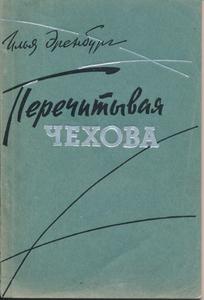 Илья Эренбург
Перечитывая
ЧЕХОВА